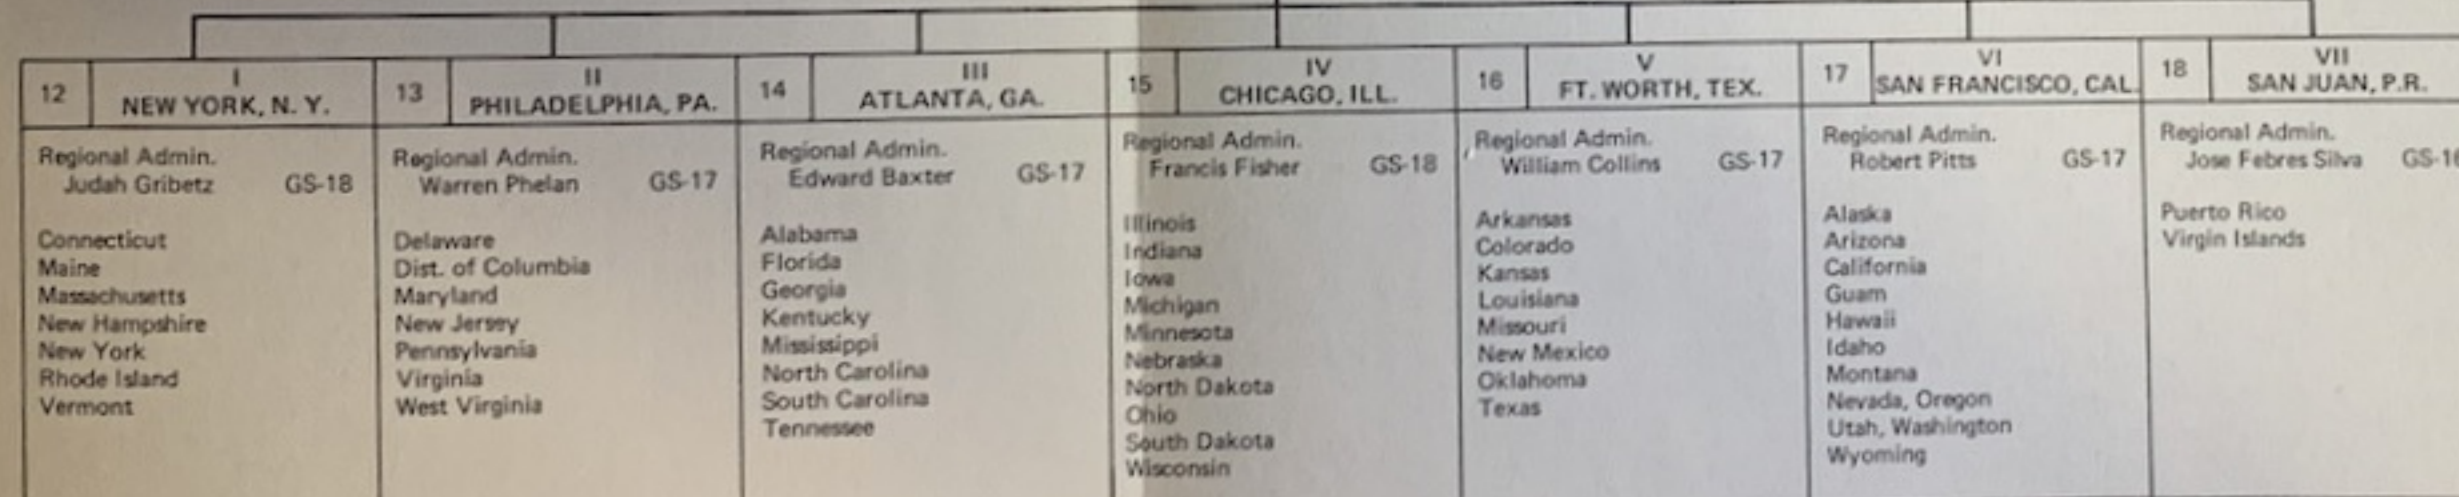 12
I
NEW YORK, N. Y.
Regional Admin.
Judah Gribetz GS-18
Connecticut
Maine
Massachusetts
New Hampshire
New York
Rhode Island
Vermont
13
II
PHILADELPHIA, PA.
Regional Admin.
Warren Phelan GS-17
Delaware
Dist. of Columbia
Maryland
New Jersey
Pennsylvania
Virginia
West Virginia
14
III
ATLANTA, GA.
Regional Admin.
Edward Baxter GS-17
Alabama
Florida
Georgia
Kentucky
Mississippi
North Carolina
South Carolina
Tennessee
15
IV
CHICAGO, ILL.
Regional Admin.
Francis Fisher GS-18
Illinois
Indiana
Iowa
Michigan
Minnesota
Nebraska
North Dakota
Ohio
South Dakota
Wisconsin
16
V
FT. WORTH, TEX.
Regional Admin.
William Collins GS-17
Arkansas
Colorado
Kansas
Louisiana
Missouri
New Mexico
Oklahoma
Texas
17
VI
SAN FRANCISCO, CAL.
Regional Admin.
Robert Pitts GS-17
Alaska
Arizona
California
Guam
Hawaii
Idaho
Montana
Nevada, Oregon
Utah, Washington
Wyoming
18
VII
SAN JUAN, P.R.
Regional Admin.
Jose Febres Silva
Puerto Rico
Virgin Islands